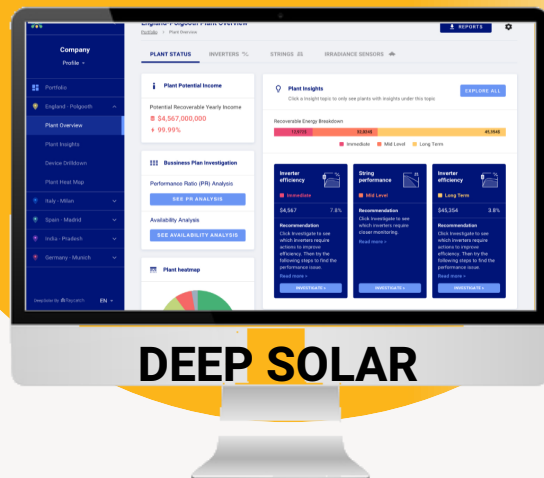 England-Polgooth Plant Overview
Portfolio > Plant Overview
REPORTS
Company
Profile
Portfolio
England - Polgooth
Plant Overview
Plant Insights
Device Drilldown
Plant Heat Map
Italy - Milan
Spain - Madrid
India - Pradesh
Germany - Munich
DeepSolar By Raycatch
EN
PLANT STATUS
INVERTERS
STRINGS
IRRADIANCE SENSORS
Plant Potential Income
Potential Recoverable Yearly Income
$4,567,000,000
+ 99.99%
Bussiness Plan Investigation
Performance Ratio (PR) Analysis
SEE PR ANALYSIS
Availability Analysis
SEE AVAILABILITY ANALYSIS
Plant heatmap
Plant Insights
Click a insight topic to only see plants with insights under this topic
EXPLORE ALL
Recoverable Energy Breakdown
Immediate
Mid Level
Long Term
Inverter efficiency
Immediate
$4,567 7.8%
Recommendation
Click Investigate to see
which inverters require
actions to improve
efficiency. Then try the
following steps to find the
performance issue.
Read more >
INVESTIGATE >
String performance
Mid Level
Recommendation
Click Investigate to see
which inverters require
closer monitoring.
Read more >
INVESTIGATE >
Inverter efficiency
Long Term
$45,354 3.8%
Recommendation
Click Investigate to see
which inverters require
actions to improve
efficiency. Then try the
following steps to find the
performance issue.
Read more >
INVESTIGATE >
DEEP SOLAR